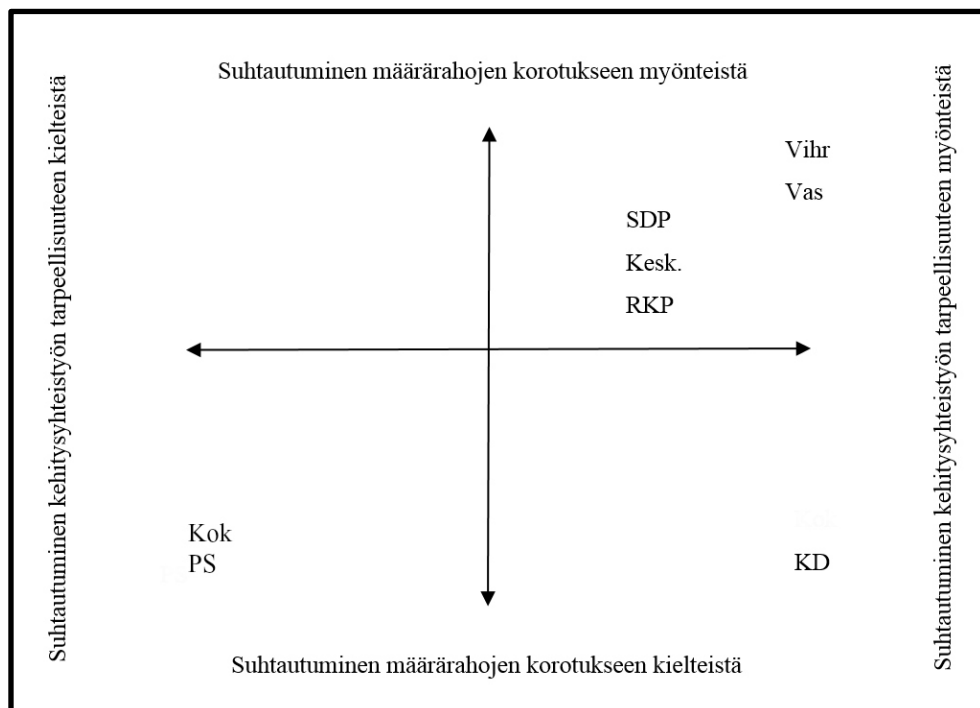 Suhtautuminen määrärahojen korotukseen myönteistä
Suhtautuminen kehitysyhteistyön tarpeellisuuteen kielteistä
Suhtautuminen kehitysyhteistyön tarpeellisuuteen myönteistä
Vihr
Vas
SDP
Kesk.
RKP
Kok
PS
KD
Suhtautuminen määrärahojen korotukseen kielteistä